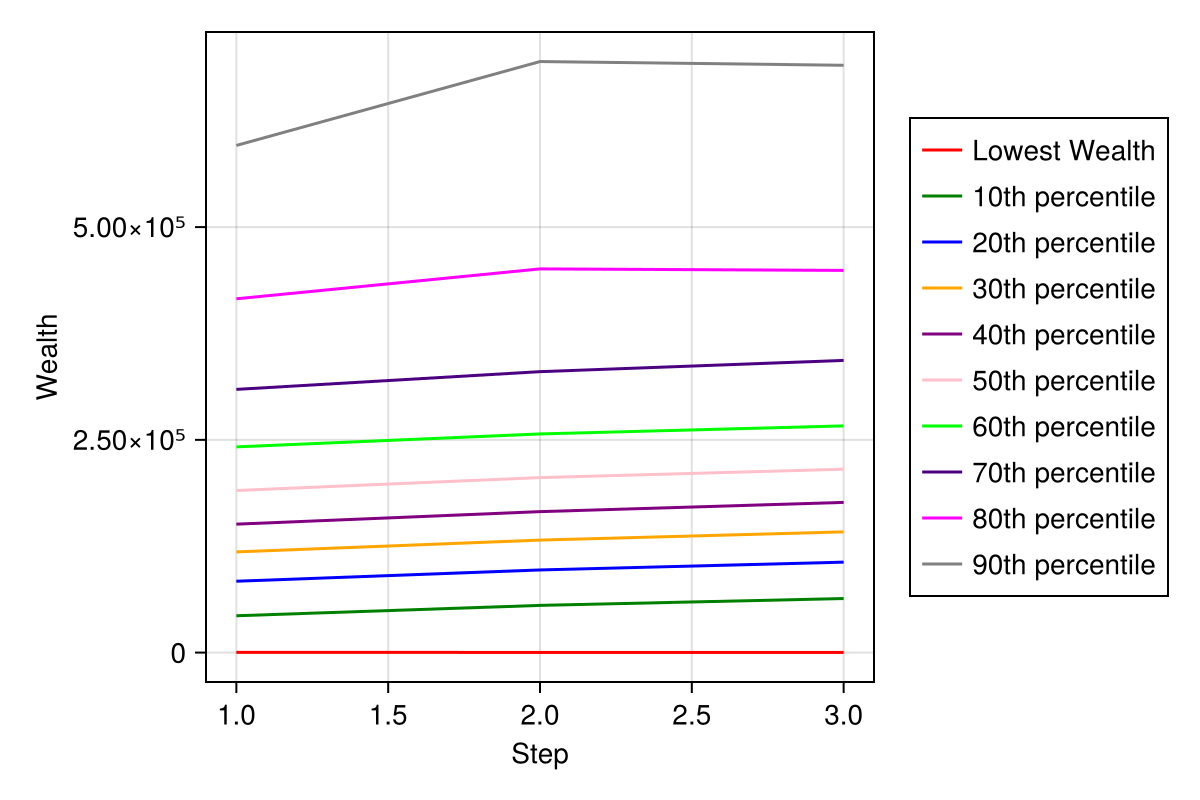 Wealth
5.00×10⁵
2.50×10⁵
0
1.0 1.5 2.0 2.5 3.0
Step
Lowest Wealth
10th percentile
20th percentile
30th percentile
40th percentile
50th percentile
60th percentile
70th percentile
80th percentile
90th percentile